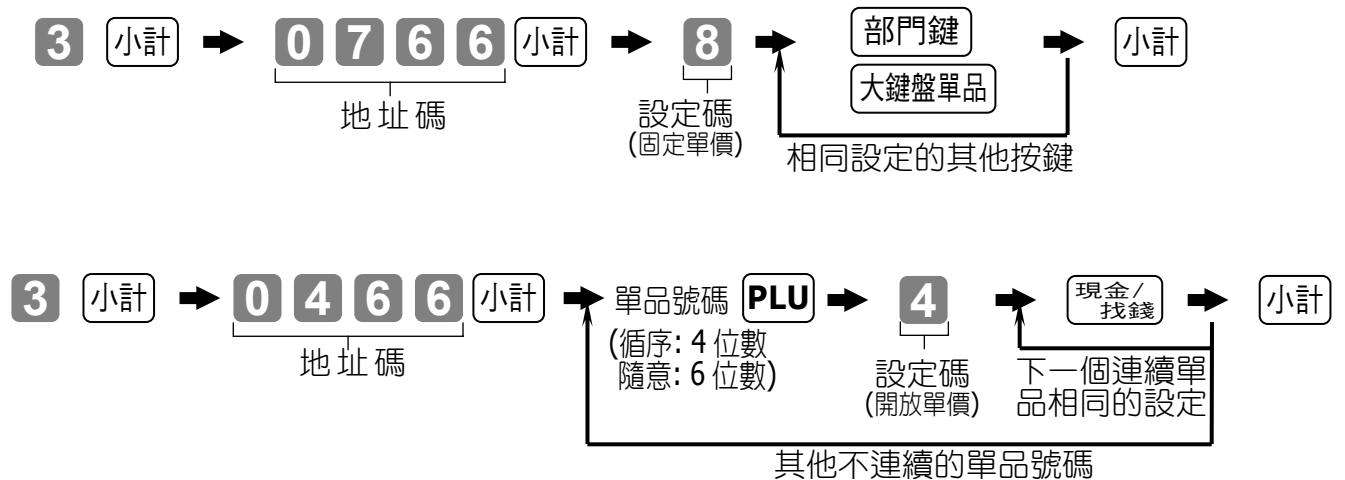 3 小計 ➡ 0 7 6 6 小計 ➡ 8 ➡ 部門鍵 ➡ 小計
大鍵盤單品
地址碼
設定碼
(固定單價)
相同設定的其他按鍵
3 小計 ➡ 0 4 6 6 小計 ➡ 單品號碼 PLU ➡ 4 ➡ 現金/找錢 ➡ 小計
(循序: 4 位數
隨意: 6 位數)
地址碼
設定碼
(開放單價)
下一個連續單
品相同的設定
其他不連續的單品號碼